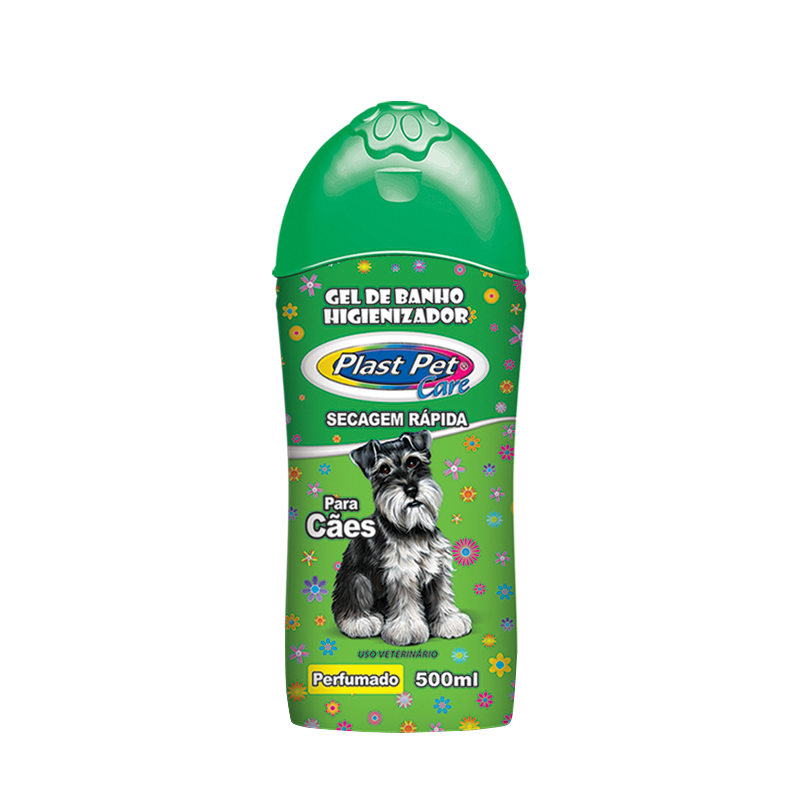 GEL DE BANHO
HIGIENIZADOR
Plast Pet®
Care
SECAGEM RÁPIDA
Para
Cães
USO VETERINÁRIO
Perfumado 500ml